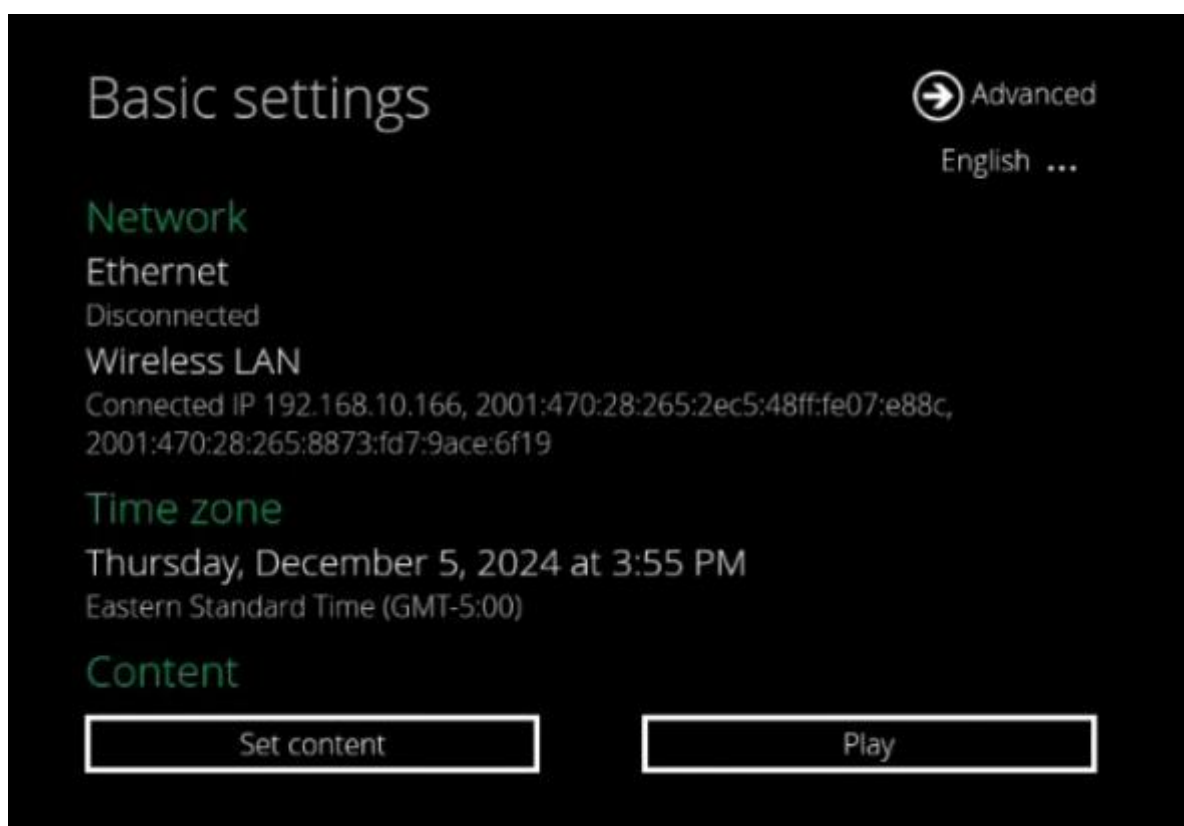 Basic settings
Advanced
English ...
Network
Ethernet
Disconnected
Wireless LAN
Connected IP 192.168.10.166, 2001:470:28:265:2ec5:48ff:fe07:e88c,
2001:470:28:265:8873:fd7:9ace:6f19
Time zone
Thursday, December 5, 2024 at 3:55 PM
Eastern Standard Time (GMT-5:00)
Content
Set content
Play